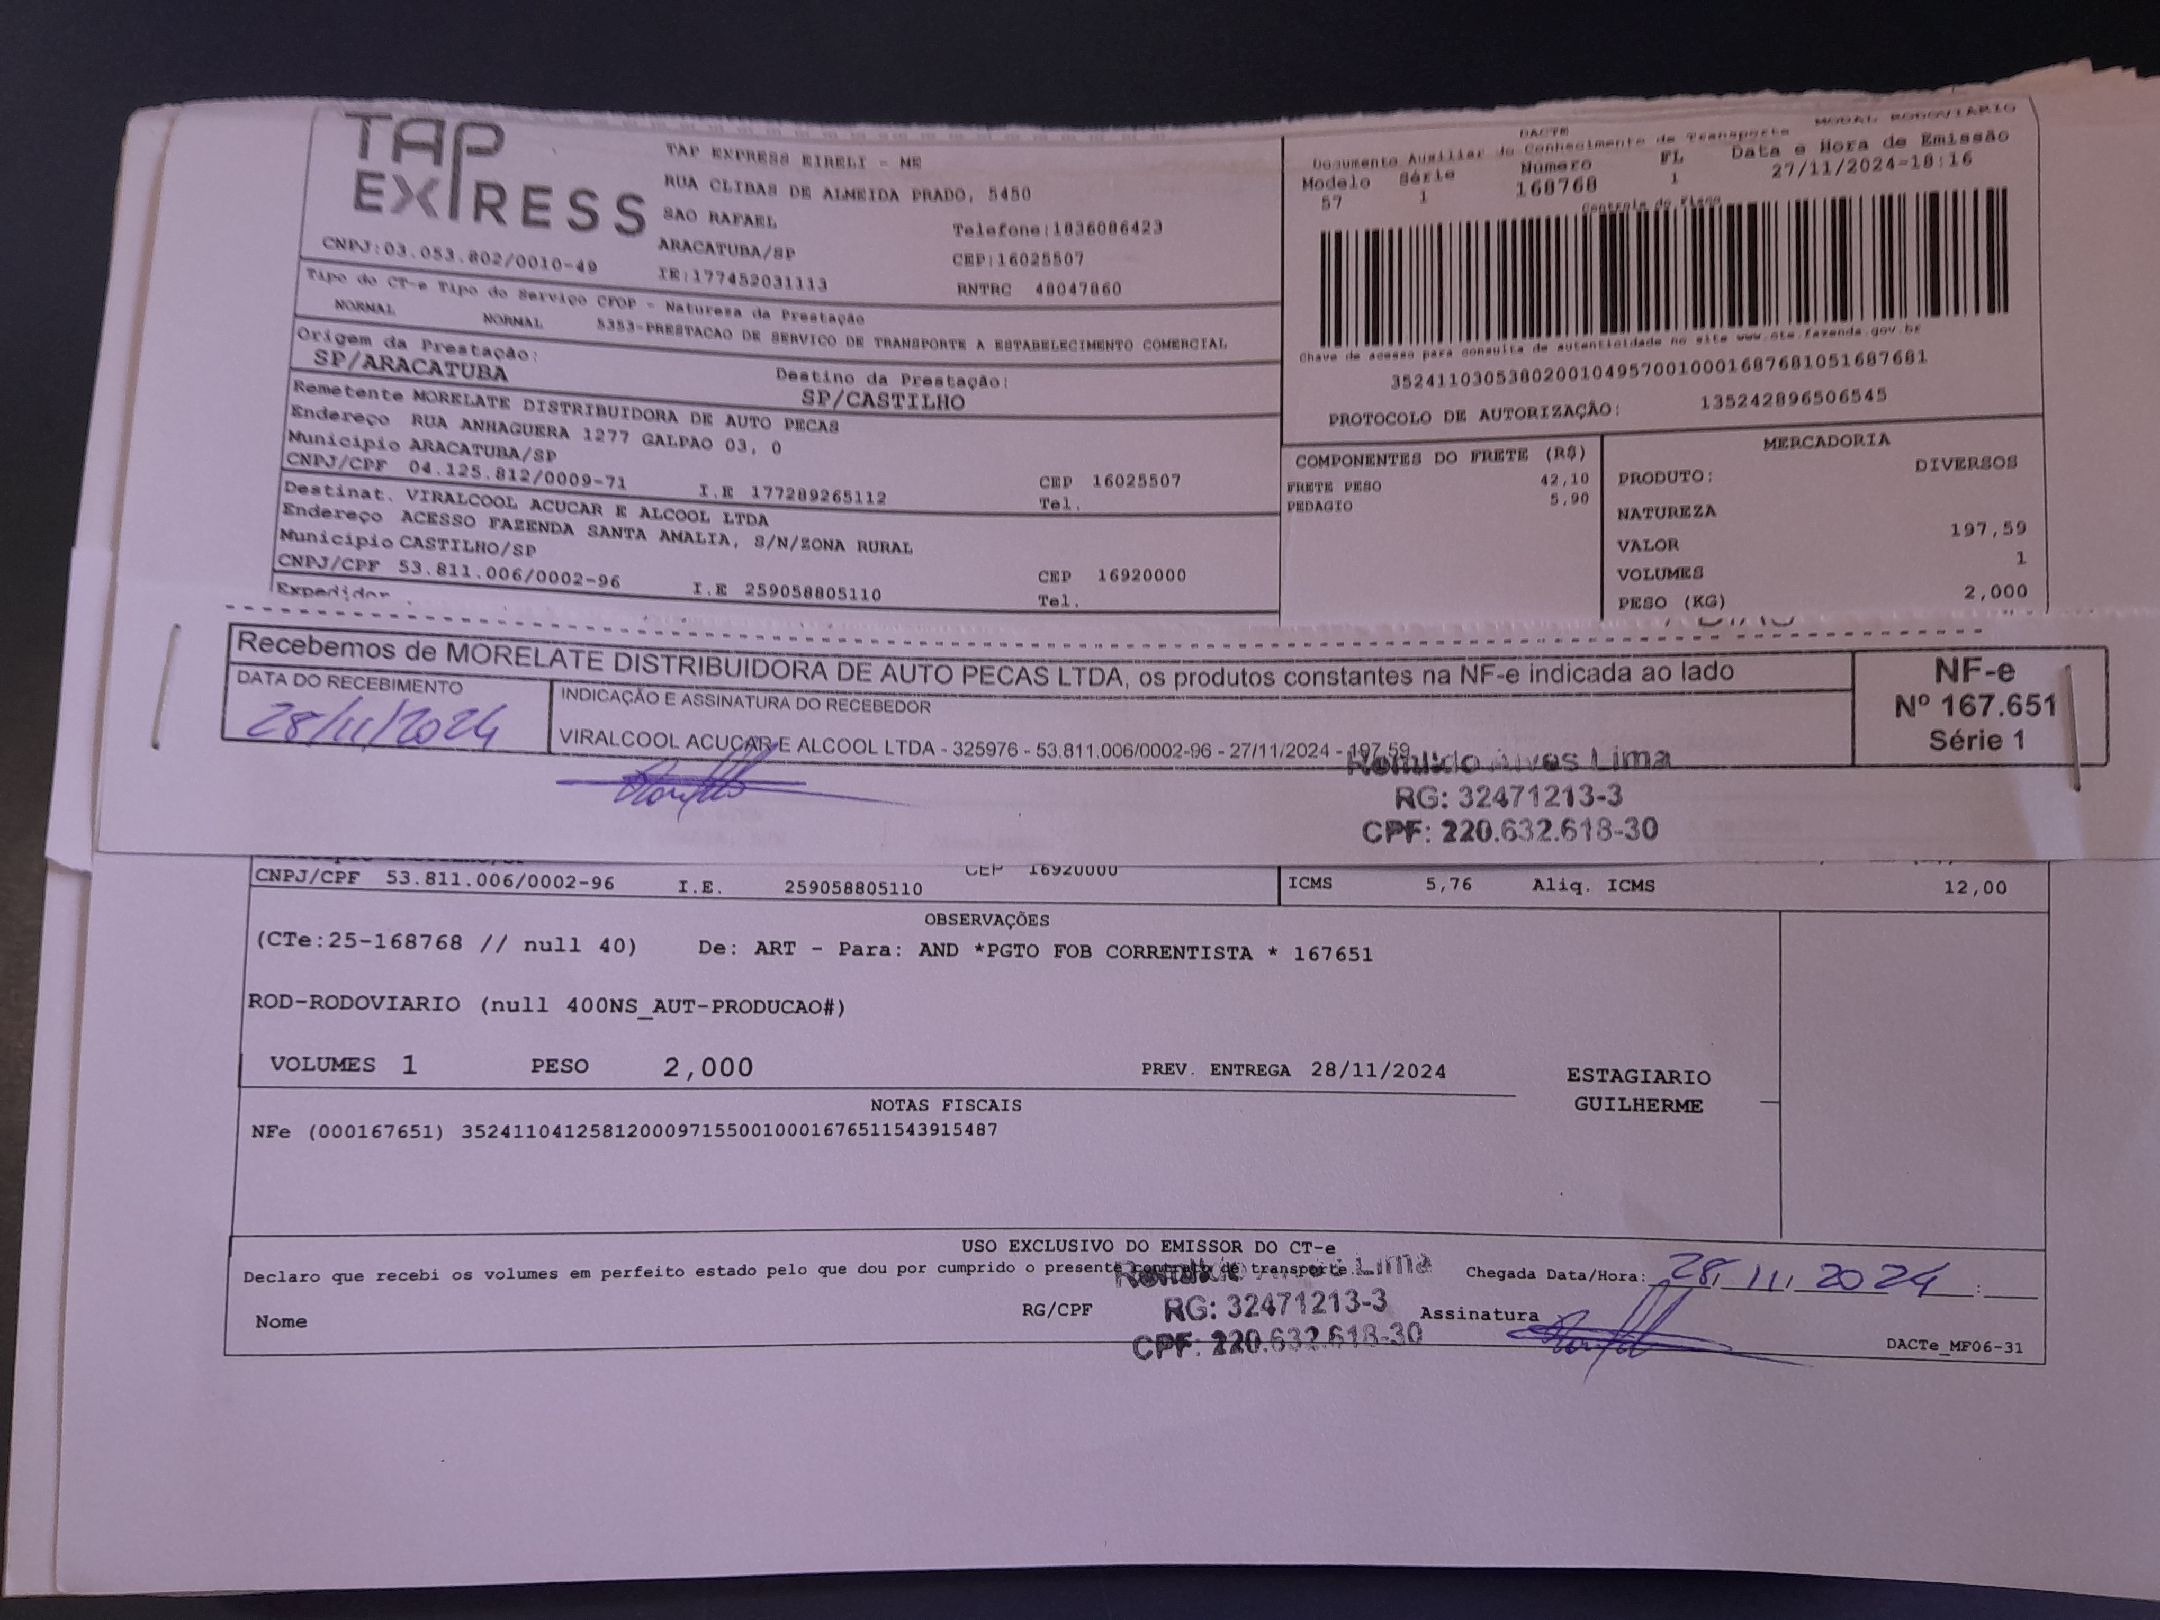 TAP
EXPRESS
TAP EXPRESS EIRELI - ME
RUA CLIBAS DE ALMEIDA PRADO, 5450
SAO RAFAEL
Telefone:1836086423
ARACATUBA/SP
CEP:16025507
CNPJ:03.053.802/0010-49
IE:177452031113
RNTRC 48047860
DACTE
MODAL RODOVIARIO
Documento Auxiliar do Conhecimento de Transporte
Modelo Série Número FL Data e Hora de Emissão
57 1 168768 1 27/11/2024-18:16
Controle do Fisco
Chave de acesso para consulta de autenticidade no site www.cte.fazenda.gov.br
35241103053802001049570010001687681051687681
PROTOCOLO DE AUTORIZAÇÃO: 135242896506545
Tipo do CT-e Tipo do Serviço CFOP - Natureza da Prestação
NORMAL NORMAL 5353-PRESTACAO DE SERVICO DE TRANSPORTE A ESTABELECIMENTO COMERCIAL
Origem da Prestação: Destino da Prestação:
SP/ARACATUBA SP/CASTILHO
Remetente MORELATE DISTRIBUIDORA DE AUTO PECAS
Endereço RUA ANHAGUERA 1277 GALPAO 03, 0
Municipio ARACATUBA/SP CEP 16025507
CNPJ/CPF 04.125.812/0009-71 I.E 177289265112 Tel.
Destinat. VIRALCOOL ACUCAR E ALCOOL LTDA
Endereço ACESSO FAZENDA SANTA AMALIA, S/N/ZONA RURAL
Municipio CASTILHO/SP CEP 16920000
CNPJ/CPF 53.811.006/0002-96 I.E 259058805110 Tel.
Expedidor
COMPONENTES DO FRETE (R$)
FRETE PESO 42,10
PEDAGIO 5,90
MERCADORIA
PRODUTO: DIVERSOS
NATUREZA
VALOR 197,59
VOLUMES 1
PESO (KG) 2,000
Recebemos de MORELATE DISTRIBUIDORA DE AUTO PECAS LTDA, os produtos constantes na NF-e indicada ao lado
DATA DO RECEBIMENTO
28/11/2024
INDICAÇÃO E ASSINATURA DO RECEBEDOR
VIRALCOOL ACUCAR E ALCOOL LTDA - 325976 - 53.811.006/0002-96 - 27/11/2024 - 197,59
NF-e
Nº 167.651
Série 1
Romildo Alves Lima
RG: 32471213-3
CPF: 220.632.618-30
CEP 16920000
CNPJ/CPF 53.811.006/0002-96 I.E. 259058805110
ICMS 5,76 Aliq. ICMS 12,00
OBSERVAÇÕES
(CTe:25-168768 // null 40) De: ART - Para: AND *PGTO FOB CORRENTISTA * 167651
ROD-RODOVIARIO (null 400NS_AUT-PRODUCAO#)
VOLUMES 1 PESO 2,000 PREV. ENTREGA 28/11/2024
ESTAGIARIO
GUILHERME
NOTAS FISCAIS
NFe (000167651) 35241104125812000971550010001676511543915487
USO EXCLUSIVO DO EMISSOR DO CT-e
Declaro que recebi os volumes em perfeito estado pelo que dou por cumprido o presente contrato de transporte.
Chegada Data/Hora: 28/11/2024 :
Lima
Nome RG/CPF
RG: 32471213-3
CPF: 220.632.618-30
Assinatura
DACTe_MF06-31